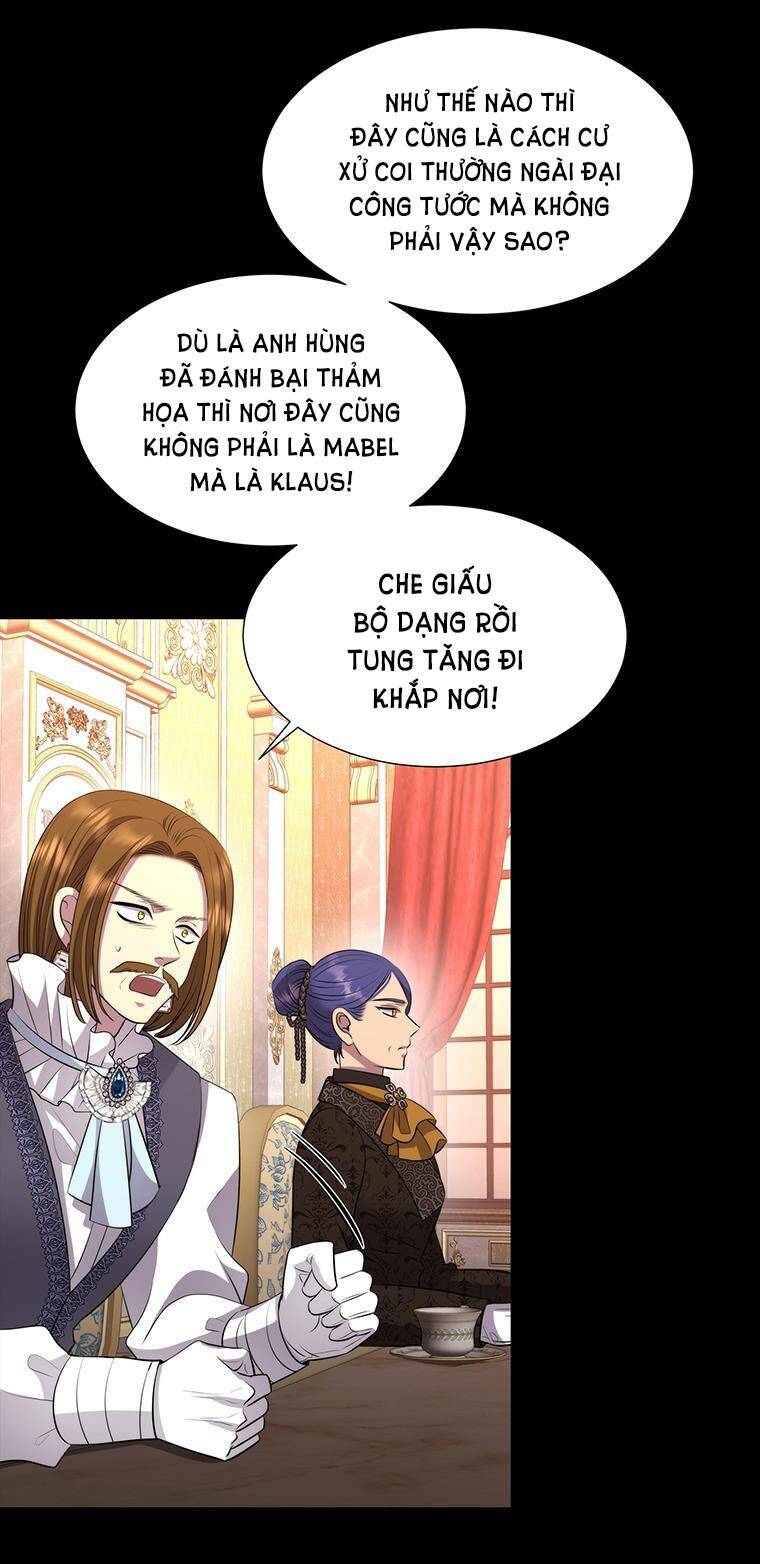 NHƯ THẾ NÀO THÌ
ĐÂY CŨNG LÀ CÁCH CƯ
XỬ COI THƯỜNG NGÀI ĐẠI
CÔNG TƯỚC MÀ KHÔNG
PHẢI VẬY SAO?
DÙ LÀ ANH HÙNG
ĐÃ ĐÁNH BẠI THẢM
HỌA THÌ NƠI ĐÂY CŨNG
KHÔNG PHẢI LÀ MABEL
MÀ LÀ KLAUS!
CHE GIẤU
BỘ DẠNG RỒI
TUNG TĂNG ĐI
KHẮP NƠI!